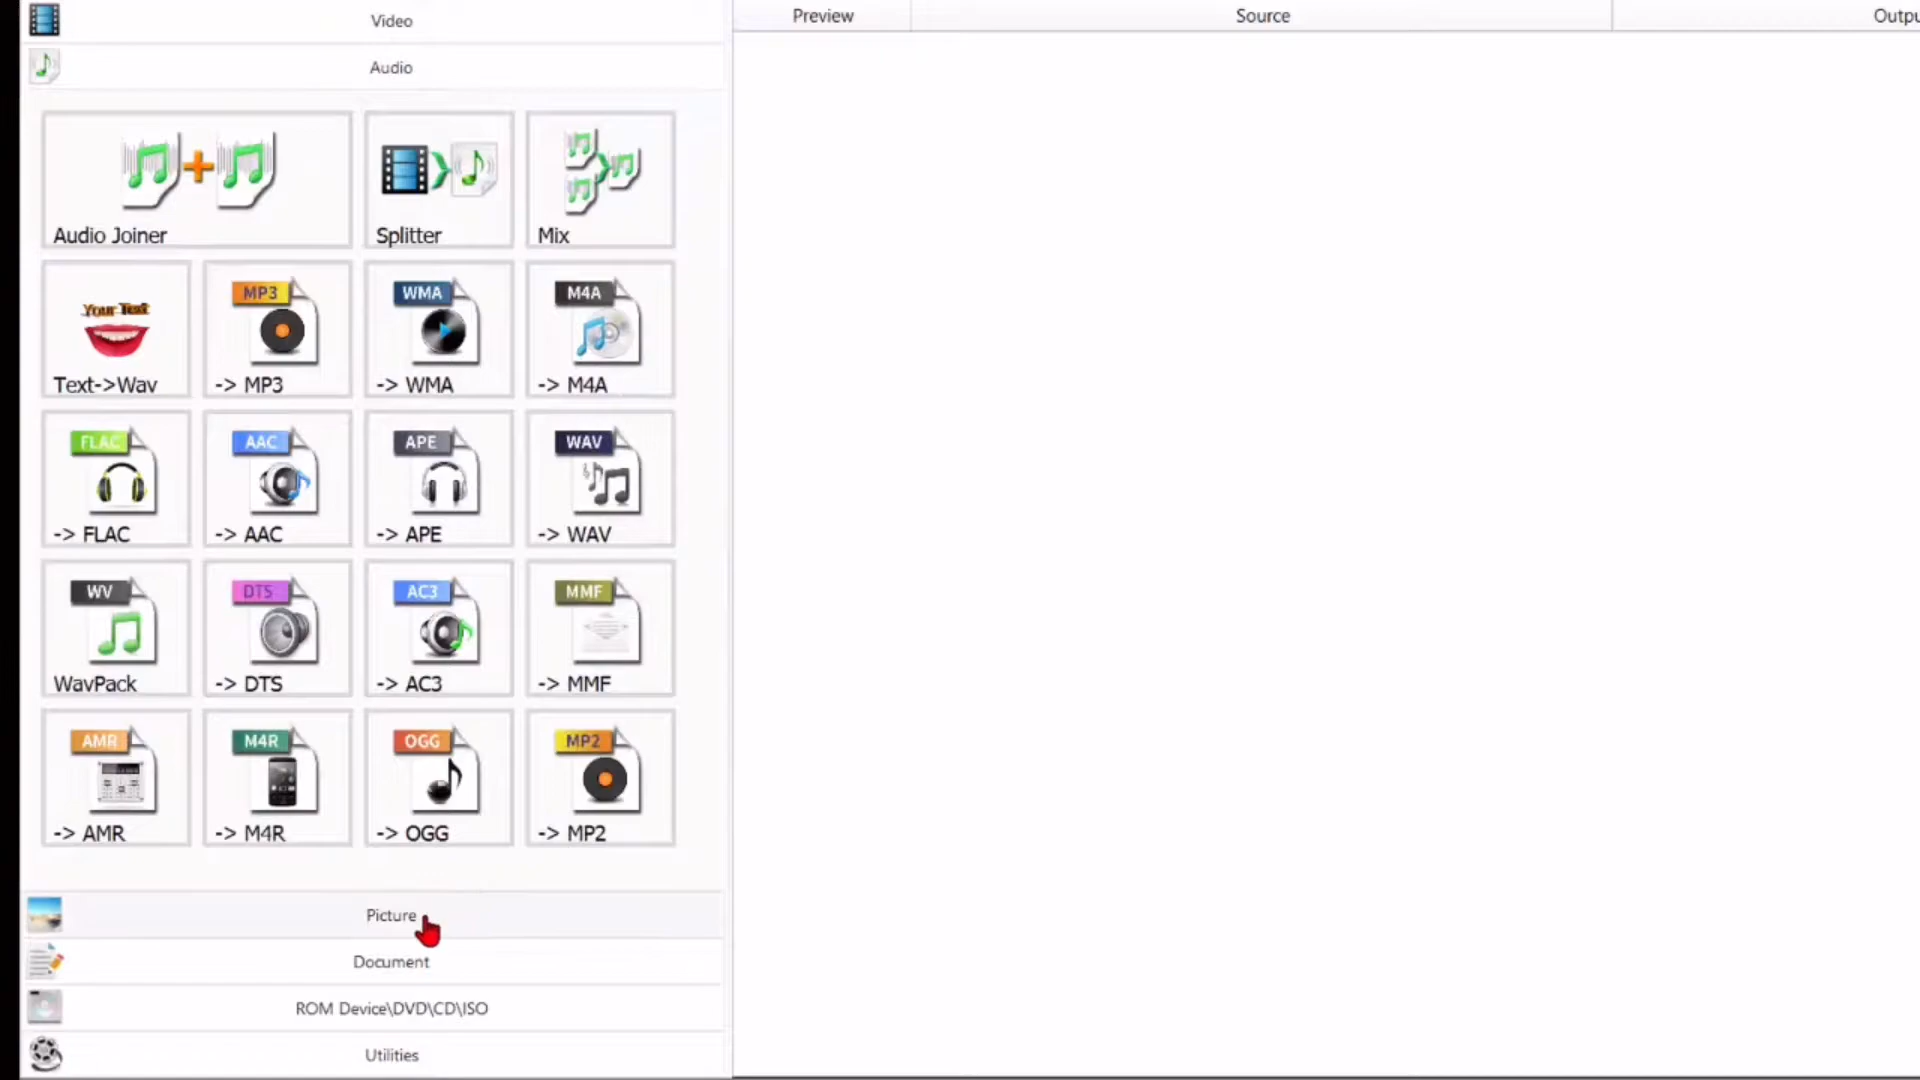 Video
Preview
Source
Outpu
Audio
Audio Joiner
Splitter
Mix
Your Text
MP3
WMA
M4A
Text->Wav
-> MP3
-> WMA
-> M4A
FLAC
AAC
APE
WAV
-> FLAC
-> AAC
-> APE
-> WAV
WV
DTS
AC3
MMF
WavPack
-> DTS
-> AC3
-> MMF
AMR
M4R
OGG
MP2
-> AMR
-> M4R
-> OGG
-> MP2
Picture
Document
ROM Device\DVD\CD\ISO
Utilities